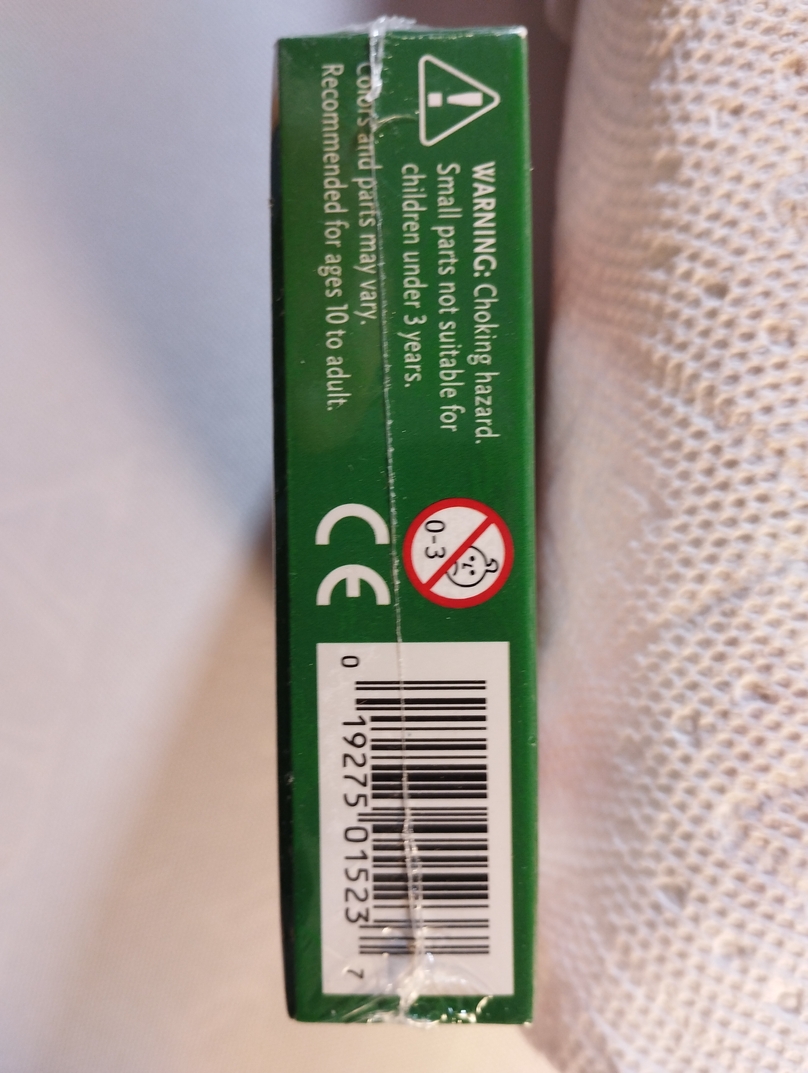 WARNING: Choking hazard.
Small parts not suitable for
children under 3 years.
Colors and parts may vary.
Recommended for ages 10 to adult.
0-3
CE
0 19275 01523 7